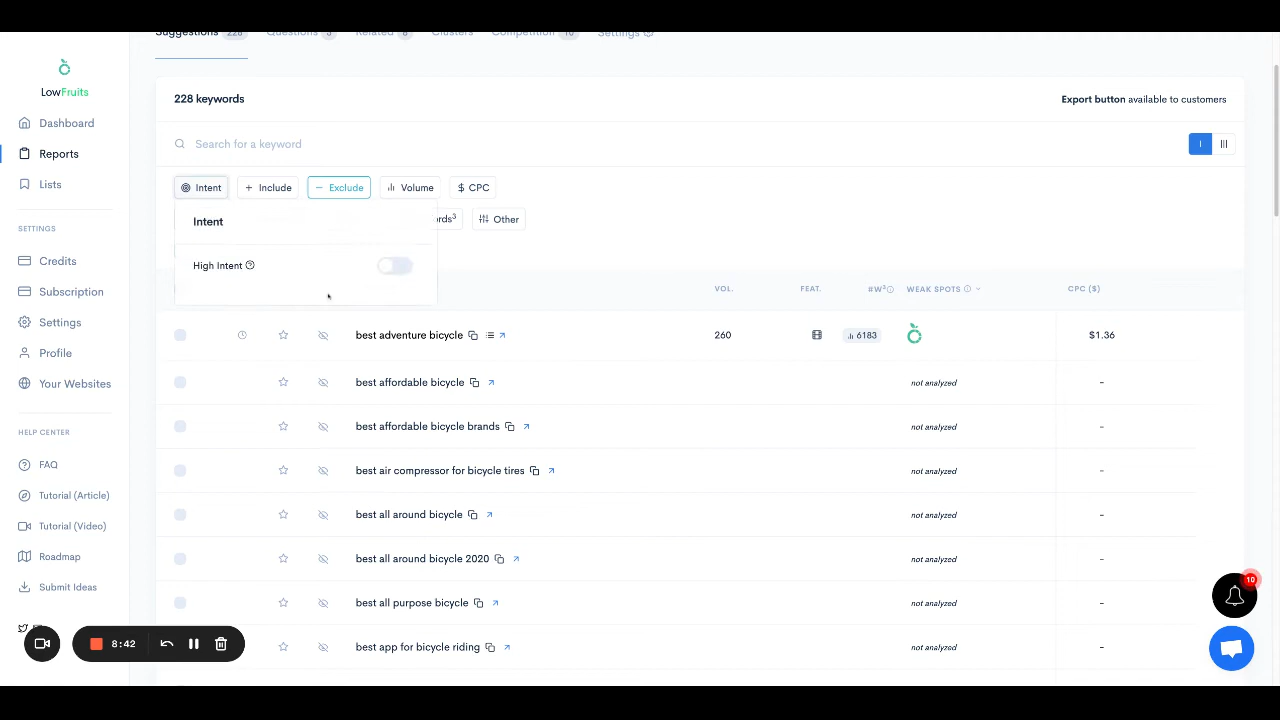 Suggestions 228 Questions 3 Related 8 Clusters Competition 10 Settings
LowFruits
228 keywords
Export button available to customers
Dashboard
Search for a keyword
Reports
Lists
Intent
+ Include
− Exclude
Volume
$ CPC
Intent
Other
SETTINGS
High Intent
Credits
Subscription
VOL. FEAT. #W³ WEAK SPOTS CPC ($)
Settings
best adventure bicycle 260 6183 $1.36
Profile
Your Websites
best affordable bicycle not analyzed -
HELP CENTER
best affordable bicycle brands not analyzed -
FAQ
best air compressor for bicycle tires not analyzed -
Tutorial (Article)
best all around bicycle not analyzed -
Tutorial (Video)
Roadmap
best all around bicycle 2020 not analyzed -
Submit Ideas
10
best all purpose bicycle not analyzed -
8:42
best app for bicycle riding not analyzed -